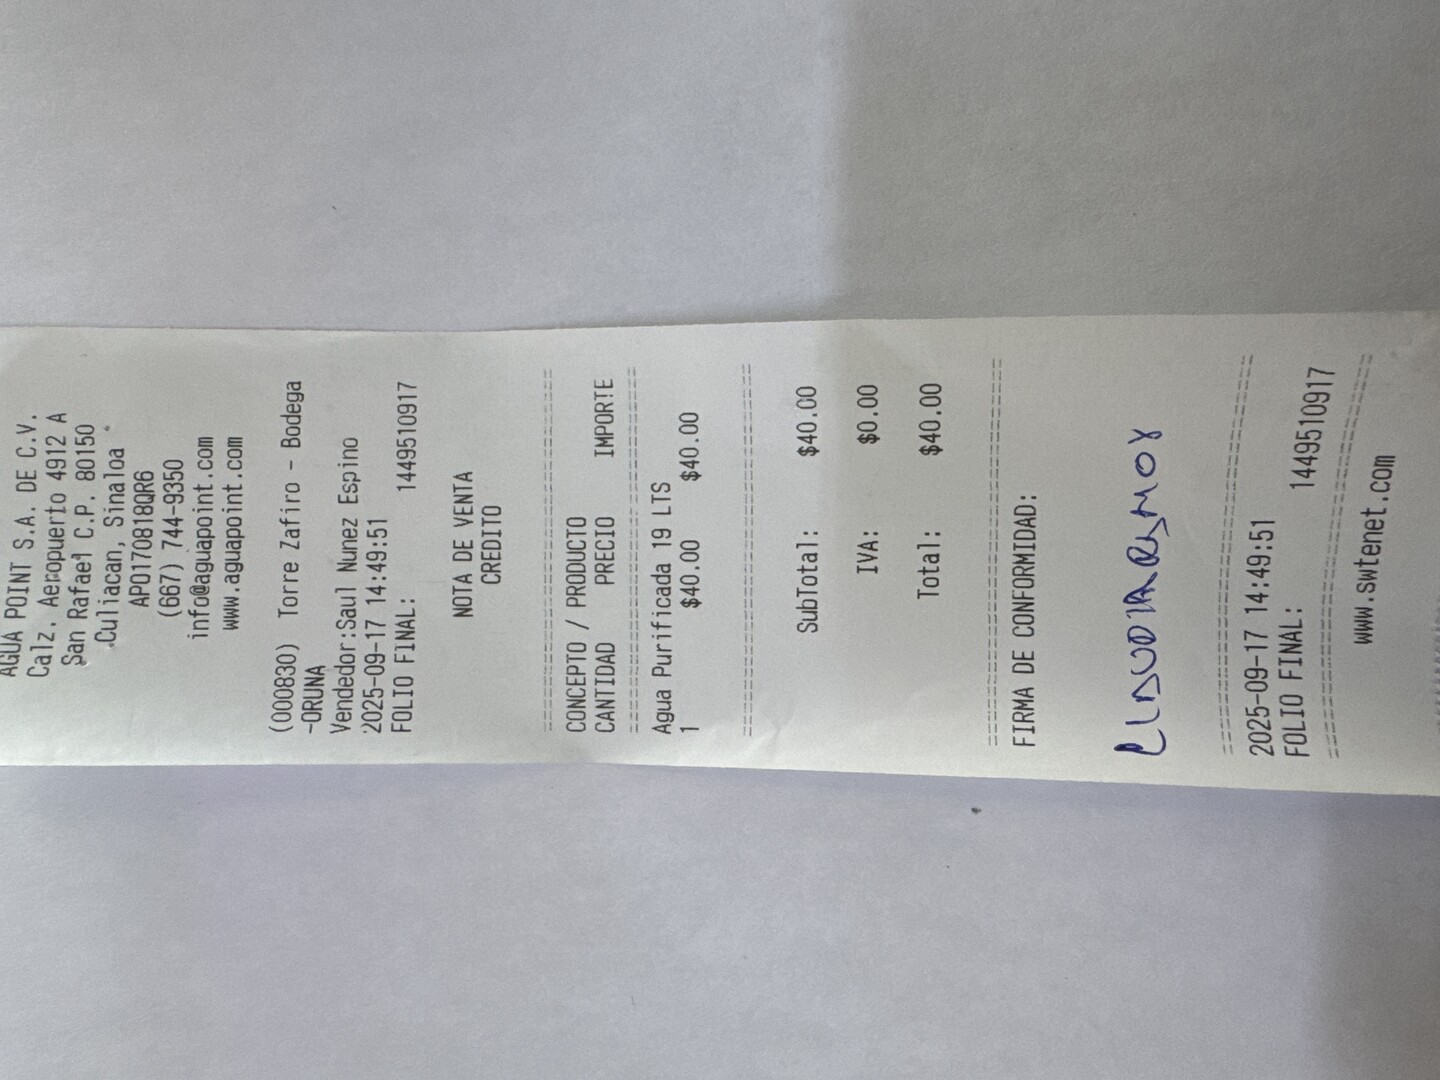 AGUA POINT S.A. DE C.V.
Calz. Aeropuerto 4912 A
San Rafael C.P. 80150
Culiacan, Sinaloa
APO170818QR6
(667) 744-9350
info@aguapoint.com
www.aguapoint.com
(000830) Torre Zafiro - Bodega
-ORUNA
Vendedor:Saul Nunez Espino
2025-09-17 14:49:51
FOLIO FINAL: 1449510917
NOTA DE VENTA
CREDITO
CONCEPTO / PRODUCTO
CANTIDAD PRECIO IMPORTE
Agua Purificada 19 LTS
1 $40.00 $40.00
SubTotal: $40.00
IVA: $0.00
Total: $40.00
FIRMA DE CONFORMIDAD:
2025-09-17 14:49:51
FOLIO FINAL: 1449510917
www.swtenet.com